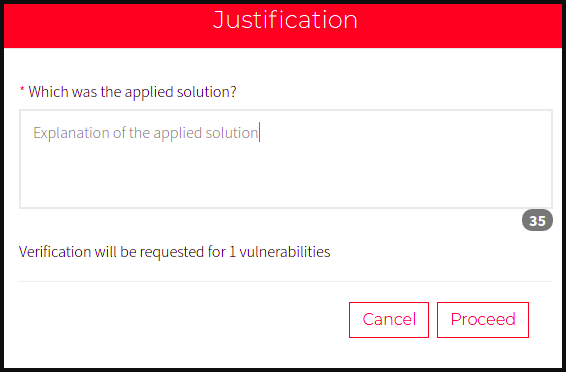 Justification
* Which was the applied solution?
Explanation of the applied solution
35
Verification will be requested for 1 vulnerabilities
Cancel Proceed